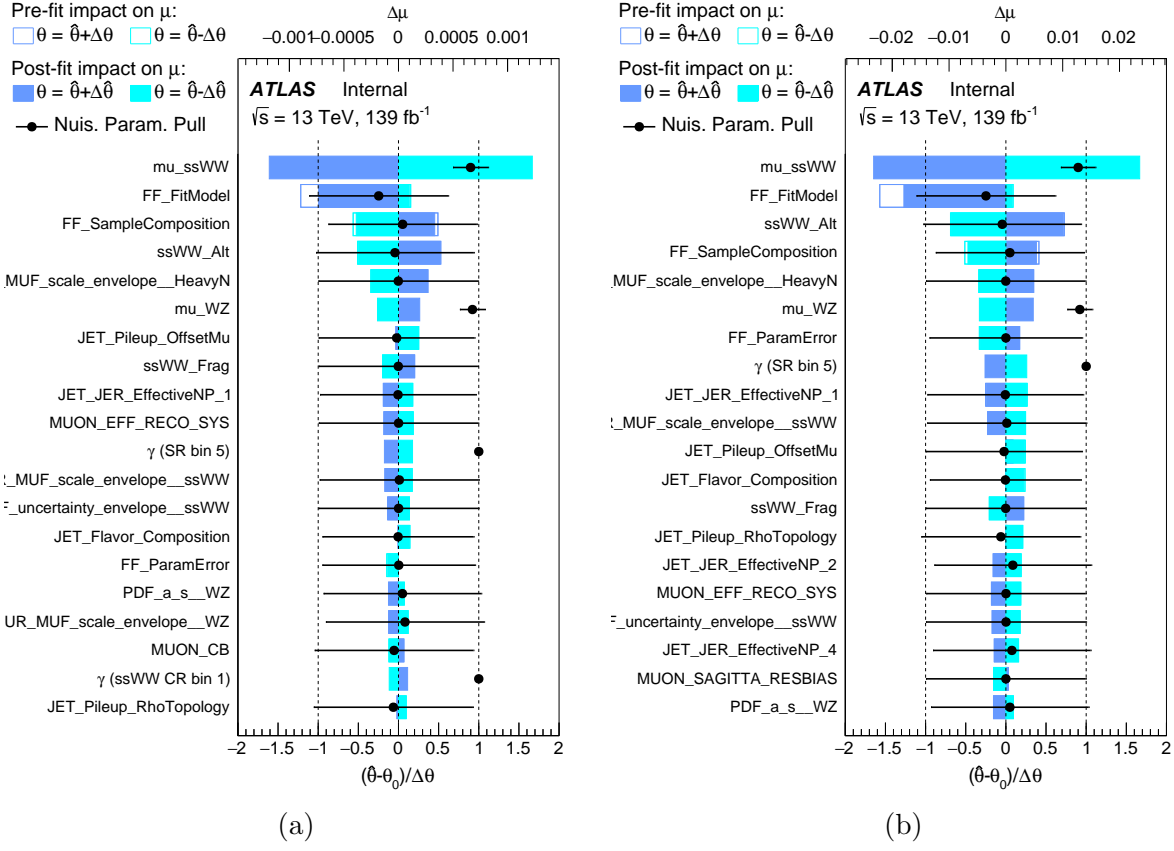 Pre-fit impact on μ:
θ = θ̂+Δθ θ = θ̂-Δθ
Post-fit impact on μ:
θ = θ̂+Δθ̂ θ = θ̂-Δθ̂
Nuis. Param. Pull
Δμ
−0.001 −0.0005 0 0.0005 0.001
ATLAS Internal
√s = 13 TeV, 139 fb⁻¹
mu_ssWW
FF_FitModel
FF_SampleComposition
ssWW_Alt
_MUF_scale_envelope__HeavyN
mu_WZ
JET_Pileup_OffsetMu
ssWW_Frag
JET_JER_EffectiveNP_1
MUON_EFF_RECO_SYS
γ (SR bin 5)
R_MUF_scale_envelope__ssWW
F_uncertainty_envelope__ssWW
JET_Flavor_Composition
FF_ParamError
PDF_a_s__WZ
UR_MUF_scale_envelope__WZ
MUON_CB
γ (ssWW CR bin 1)
JET_Pileup_RhoTopology
−2 −1.5 −1 −0.5 0 0.5 1 1.5 2
(θ̂-θ₀)/Δθ
(a)
Pre-fit impact on μ:
θ = θ̂+Δθ θ = θ̂-Δθ
Post-fit impact on μ:
θ = θ̂+Δθ̂ θ = θ̂-Δθ̂
Nuis. Param. Pull
Δμ
−0.02 −0.01 0 0.01 0.02
ATLAS Internal
√s = 13 TeV, 139 fb⁻¹
mu_ssWW
FF_FitModel
ssWW_Alt
FF_SampleComposition
_MUF_scale_envelope__HeavyN
mu_WZ
FF_ParamError
γ (SR bin 5)
JET_JER_EffectiveNP_1
R_MUF_scale_envelope__ssWW
JET_Pileup_OffsetMu
JET_Flavor_Composition
ssWW_Frag
JET_Pileup_RhoTopology
JET_JER_EffectiveNP_2
MUON_EFF_RECO_SYS
F_uncertainty_envelope__ssWW
JET_JER_EffectiveNP_4
MUON_SAGITTA_RESBIAS
PDF_a_s__WZ
−2 −1.5 −1 −0.5 0 0.5 1 1.5 2
(θ̂-θ₀)/Δθ
(b)